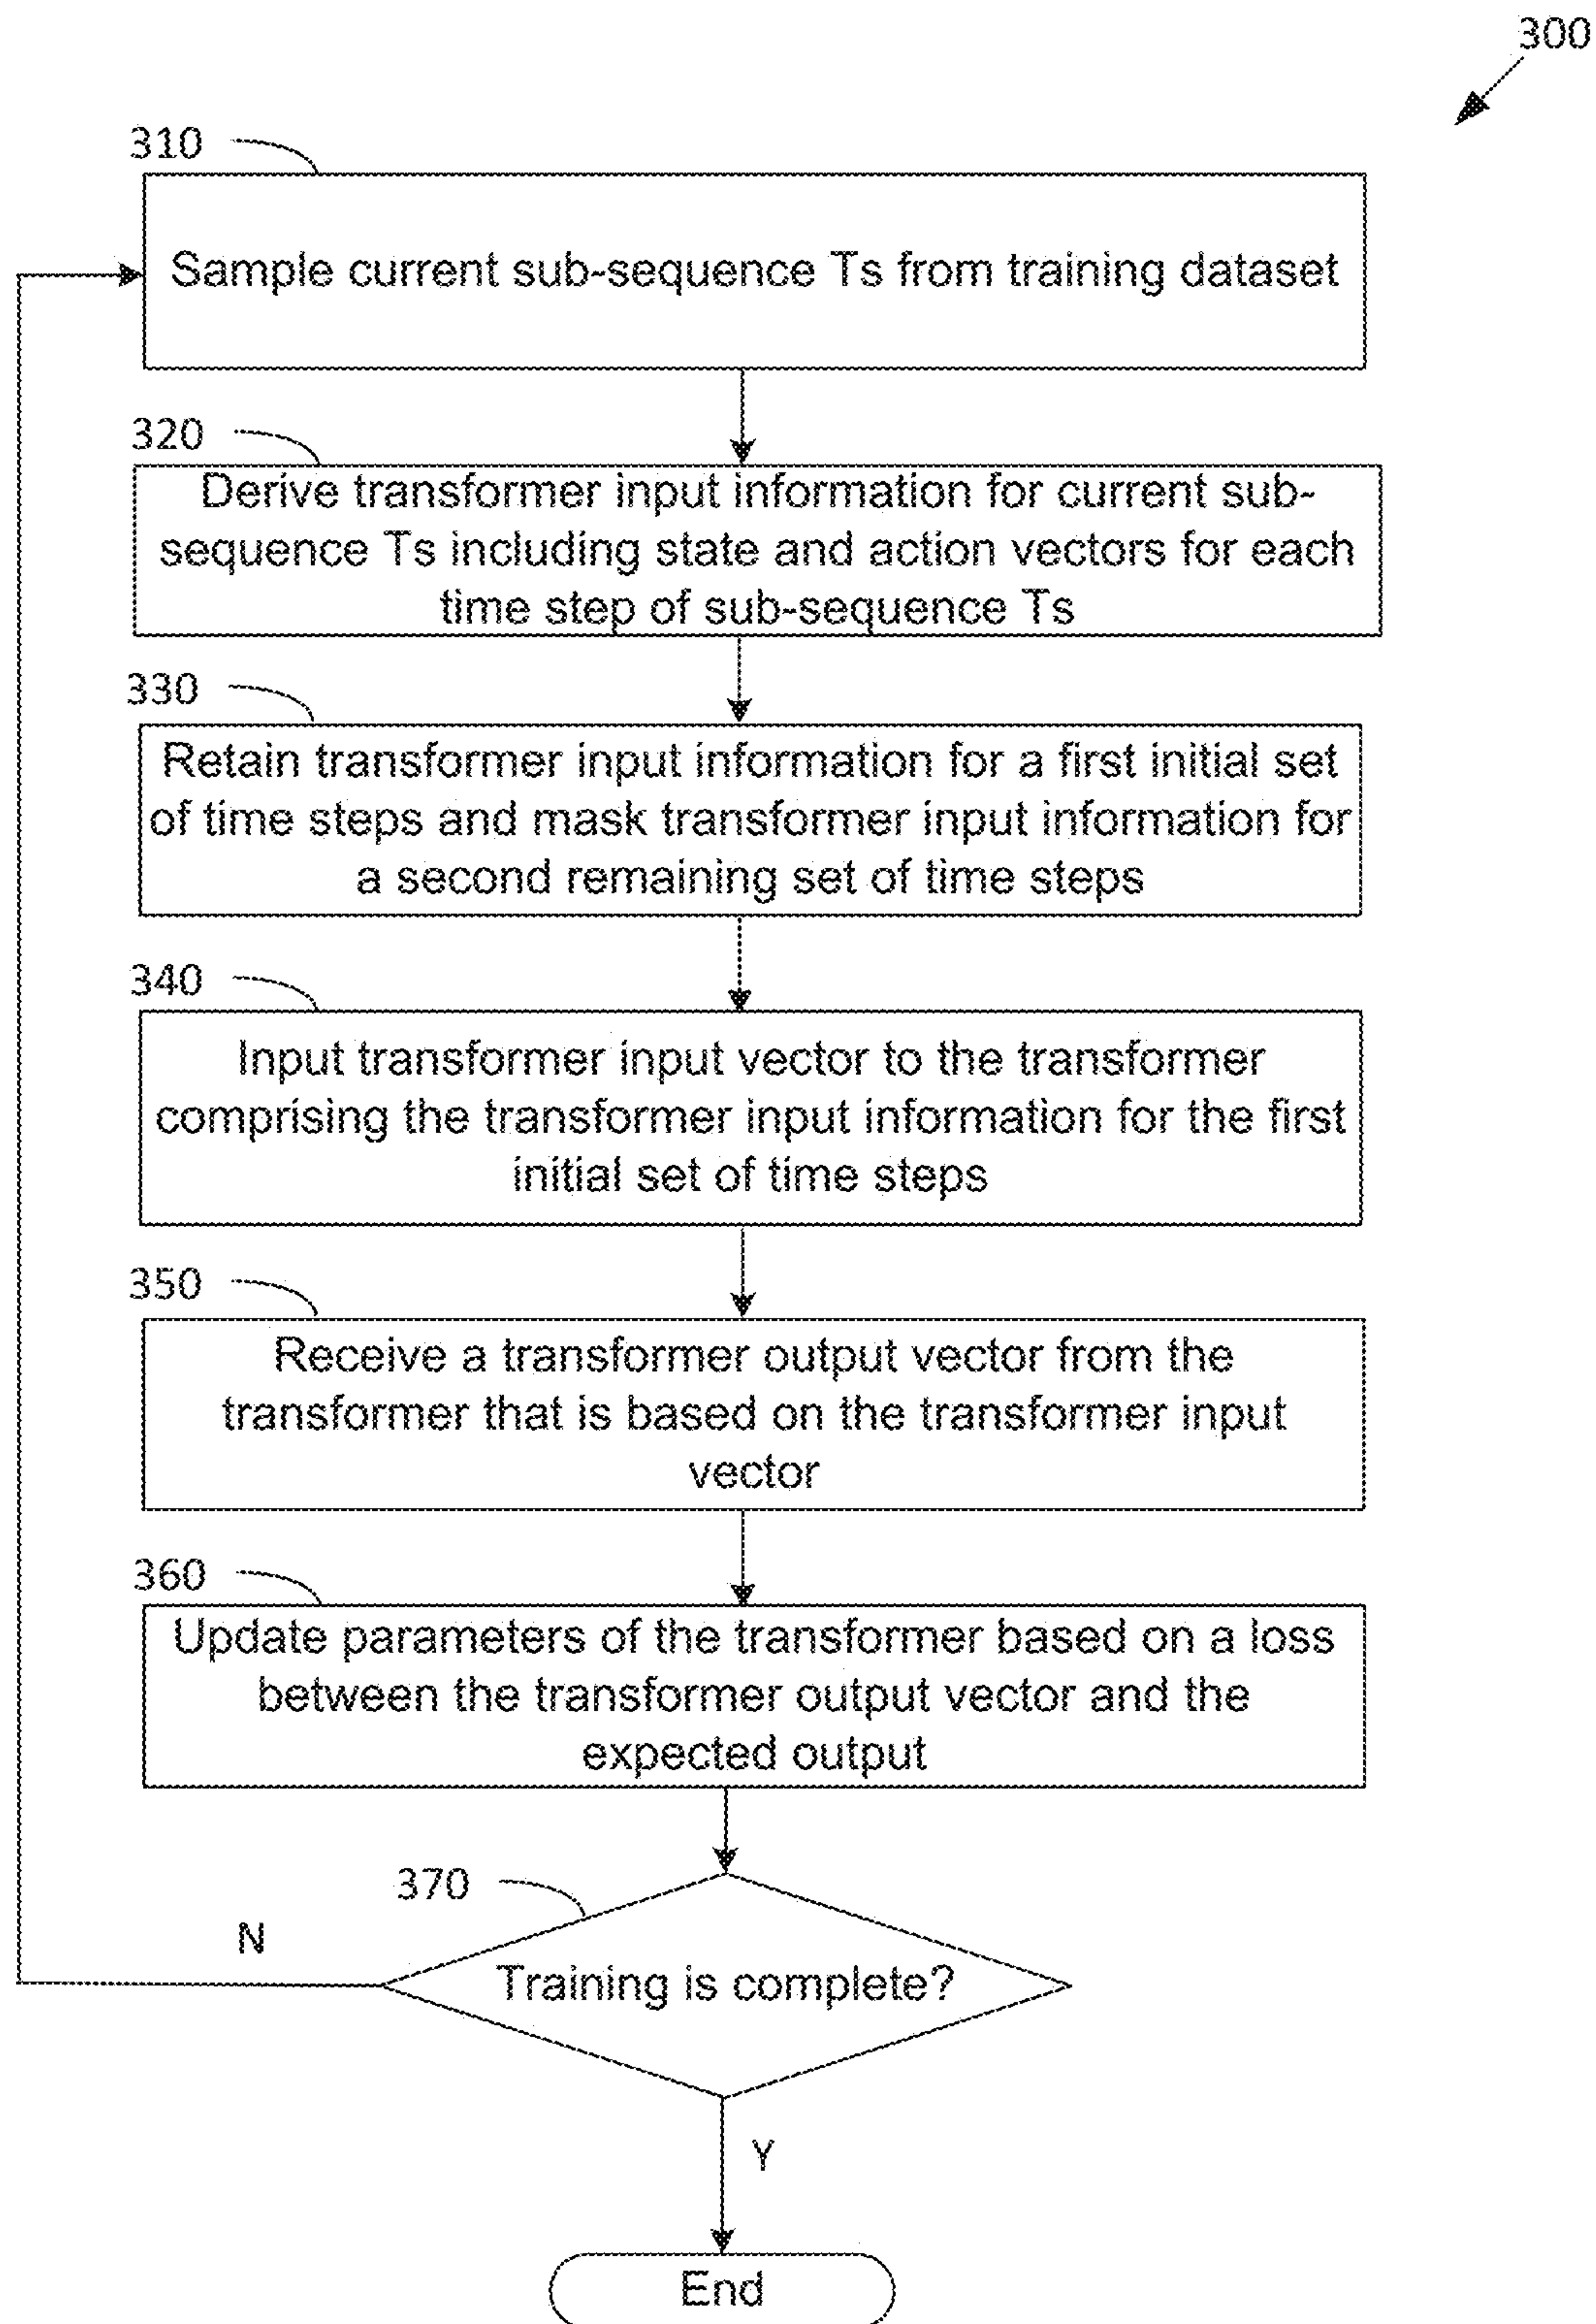 300
310
Sample current sub-sequence Ts from training dataset
320
Derive transformer input information for current sub-
sequence Ts including state and action vectors for each
time step of sub-sequence Ts
330
Retain transformer input information for a first initial set
of time steps and mask transformer input information for
a second remaining set of time steps
340
Input transformer input vector to the transformer
comprising the transformer input information for the first
initial set of time steps
350
Receive a transformer output vector from the
transformer that is based on the transformer input
vector
360
Update parameters of the transformer based on a loss
between the transformer output vector and the
expected output
370
N
Training is complete?
Y
End